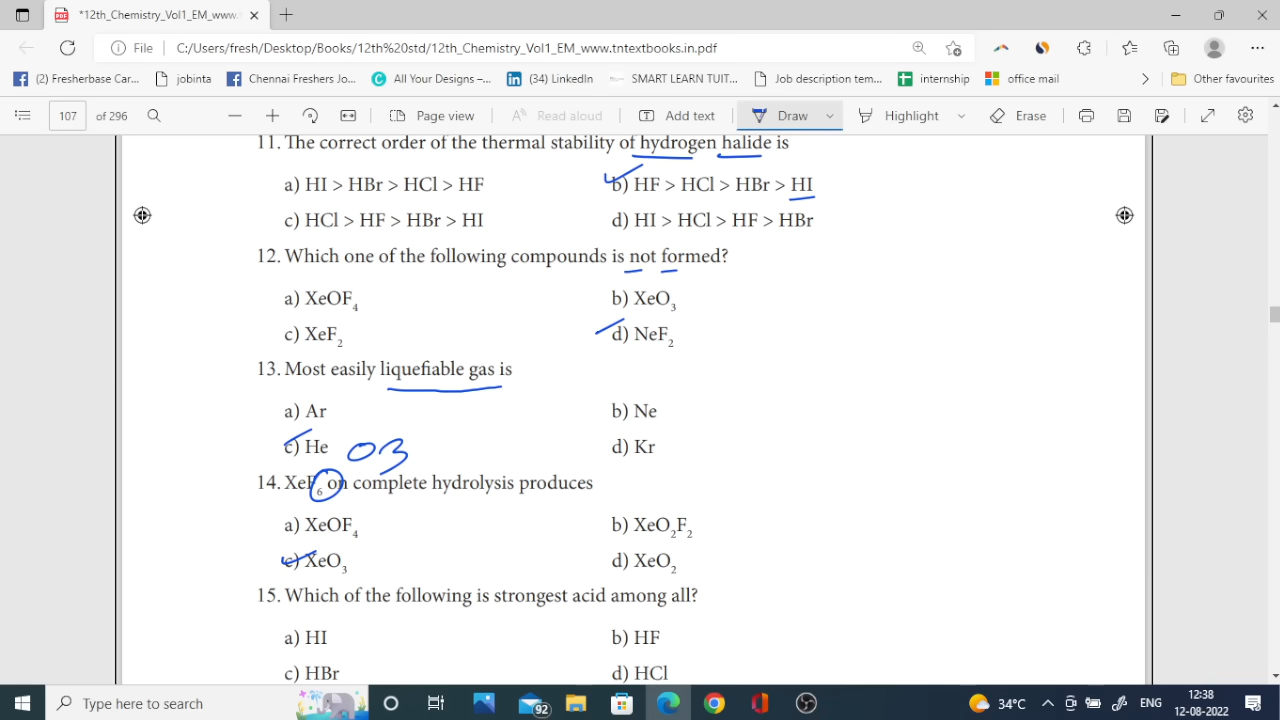 *12th_Chemistry_Vol1_EM_www.
File C:/Users/fresh/Desktop/Books/12th%20std/12th_Chemistry_Vol1_EM_www.tntextbooks.in.pdf
(2) Fresherbase Car... jobinta Chennai Freshers Jo... All Your Designs –... (34) LinkedIn SMART LEARN TUIT... Job description tem... internship office mail Other favourites
107 of 296 Page view Read aloud Add text Draw Highlight Erase
11. The correct order of the thermal stability of hydrogen halide is
a) HI > HBr > HCl > HF b) HF > HCl > HBr > HI
c) HCl > HF > HBr > HI d) HI > HCl > HF > HBr
12. Which one of the following compounds is not formed?
a) XeOF4 b) XeO3
c) XeF2 d) NeF2
13. Most easily liquefiable gas is
a) Ar b) Ne
c) He O3 d) Kr
14. XeF6 on complete hydrolysis produces
a) XeOF4 b) XeO2F2
c) XeO3 d) XeO2
15. Which of the following is strongest acid among all?
a) HI b) HF
c) HBr d) HCl
Type here to search 92 34°C ENG 12:38
12-08-2022